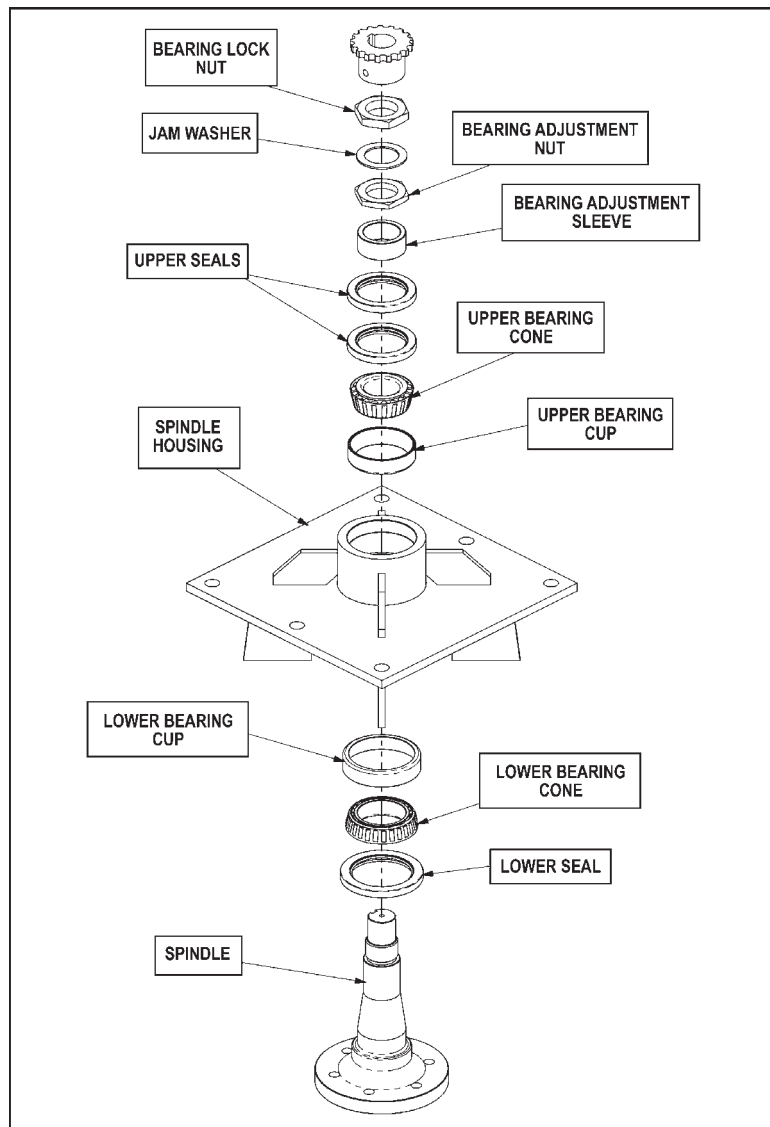 BEARING LOCK
NUT
JAM WASHER
BEARING ADJUSTMENT
NUT
BEARING ADJUSTMENT
SLEEVE
UPPER SEALS
UPPER BEARING
CONE
UPPER BEARING
CUP
SPINDLE
HOUSING
LOWER BEARING
CUP
LOWER BEARING
CONE
LOWER SEAL
SPINDLE